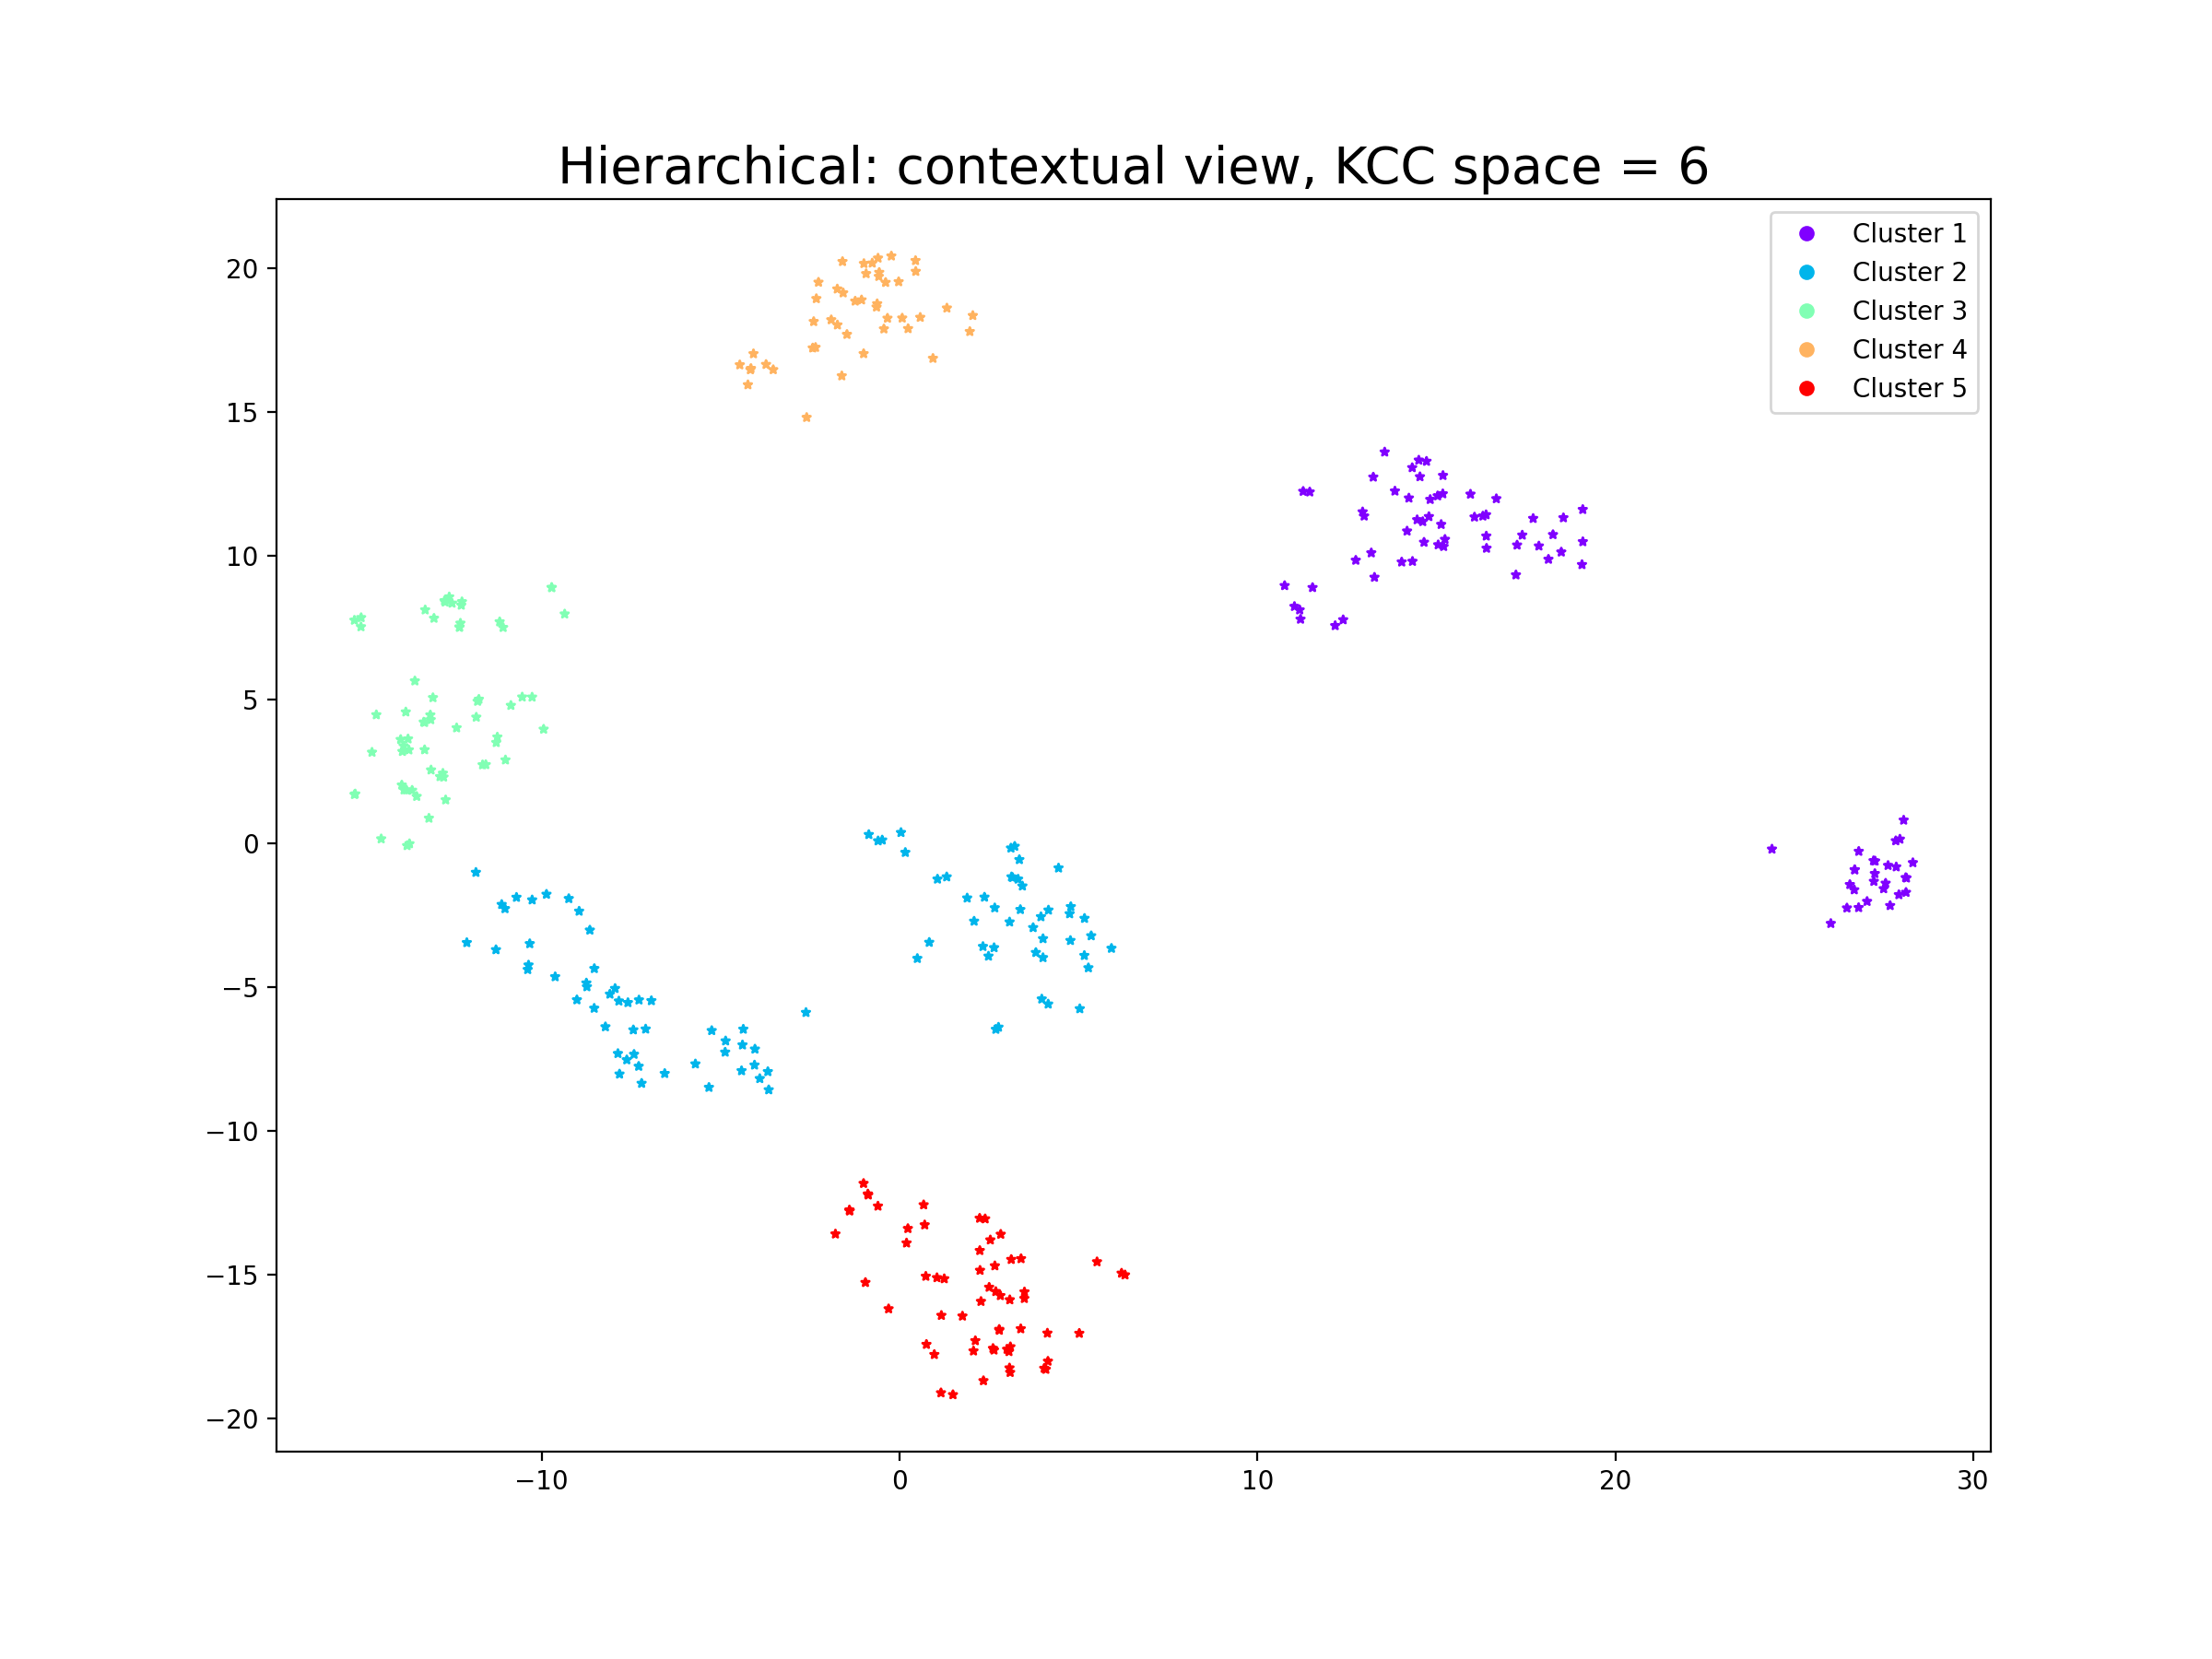 Hierarchical: contextual view, KCC space = 6
Cluster 1
Cluster 2
Cluster 3
Cluster 4
Cluster 5
20
15
10
5
0
−5
−10
−15
−20
−10
0
10
20
30